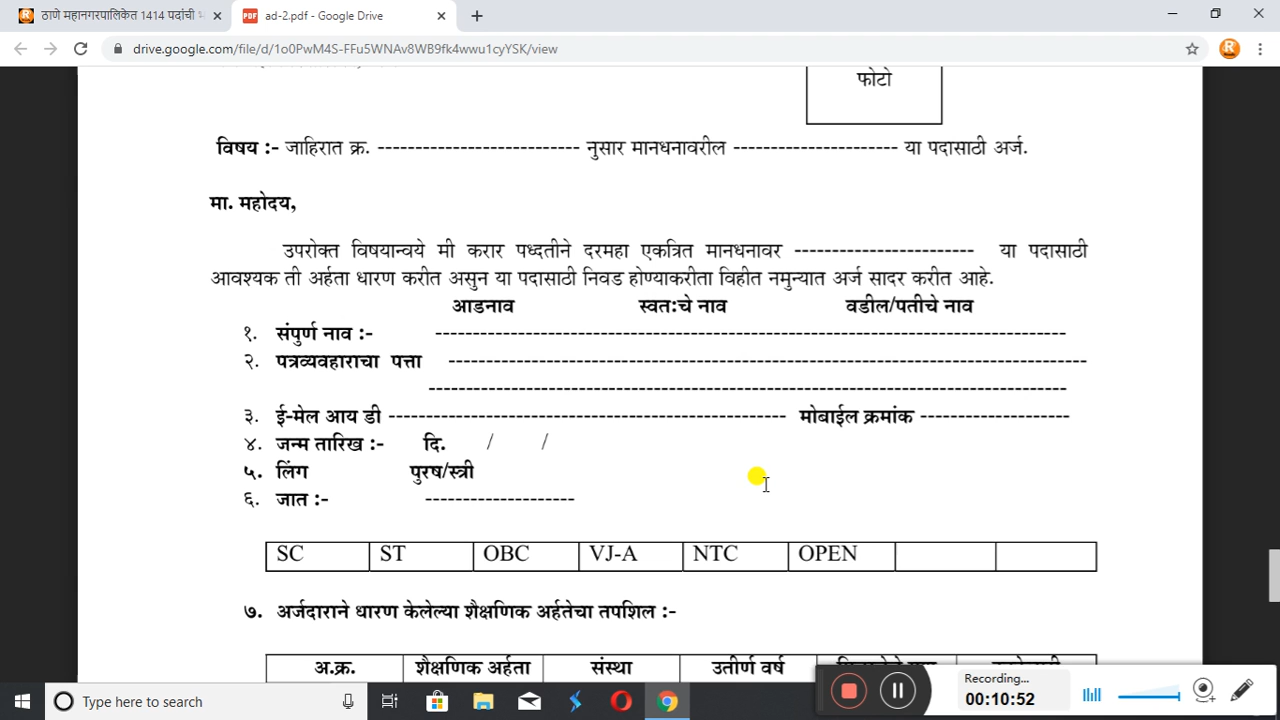 ठाणे महानगरपालिकेत 1414 पदांची भ
ad-2.pdf - Google Drive
drive.google.com/file/d/1o0PwM4S-FFu5WNAv8WB9fk4wwu1cyYSK/view
फोटो
विषय :- जाहिरात क्र. --------------------------- नुसार मानधनावरील ---------------------- या पदासाठी अर्ज.
मा. महोदय,
उपरोक्त विषयान्वये मी करार पध्दतीने दरमहा एकत्रित मानधनावर ------------------------ या पदासाठी
आवश्यक ती अर्हता धारण करीत असुन या पदासाठी निवड होण्याकरीता विहीत नमुन्यात अर्ज सादर करीत आहे.
आडनाव स्वतःचे नाव वडील/पतीचे नाव
१. संपुर्ण नाव :- ------------------------------------------------------------------------------------
२. पत्रव्यवहाराचा पत्ता -------------------------------------------------------------------------------------
-------------------------------------------------------------------------------------
३. ई-मेल आय डी ----------------------------------------------------- मोबाईल क्रमांक --------------------
४. जन्म तारिख :- दि. / /
५. लिंग पुरष/स्त्री
६. जात :- --------------------
SC ST OBC VJ-A NTC OPEN
७. अर्जदाराने धारण केलेल्या शैक्षणिक अर्हतेचा तपशिल :-
अ.क्र. शैक्षणिक अर्हता संस्था उतीर्ण वर्ष
Recording...
00:10:52
Type here to search